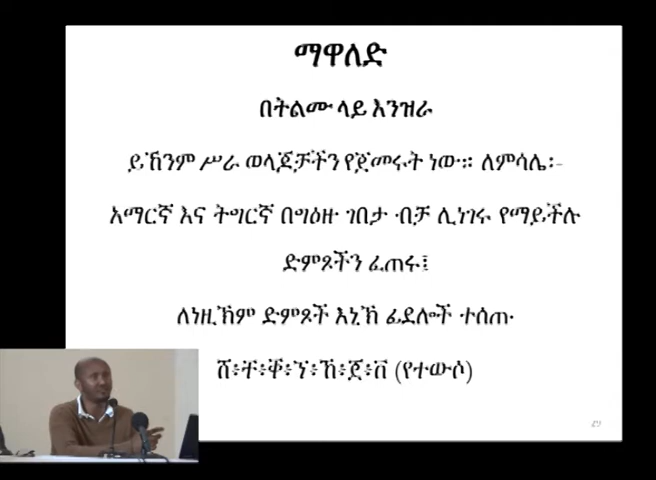 ማዋለድ
በትልሙ ላይ እንዝራ
ይኸንም ሥራ ወላጆቻችን የጀመሩት ነው። ለምሳሌ፡-
አማርኛ እና ትግርኛ በግዕዙ ገበታ ብቻ ሊነገሩ የማይችሉ
ድምጾችን ፈጠሩ፤
ለነዚኽም ድምጾች እኒኽ ፊደሎች ተሰጡ
ሸ፥ቸ፥ቐ፥ኘ፥ኸ፥ጀ፥ቨ (የተውሶ)